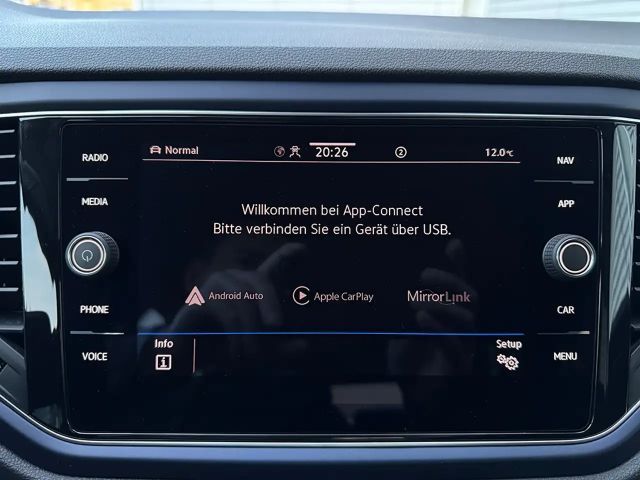 RADIO
MEDIA
PHONE
VOICE
Normal
20:26
2
12.0°C
Willkommen bei App-Connect
Bitte verbinden Sie ein Gerät über USB.
Android Auto
Apple CarPlay
MirrorLink
Info
Setup
NAV
APP
CAR
MENU